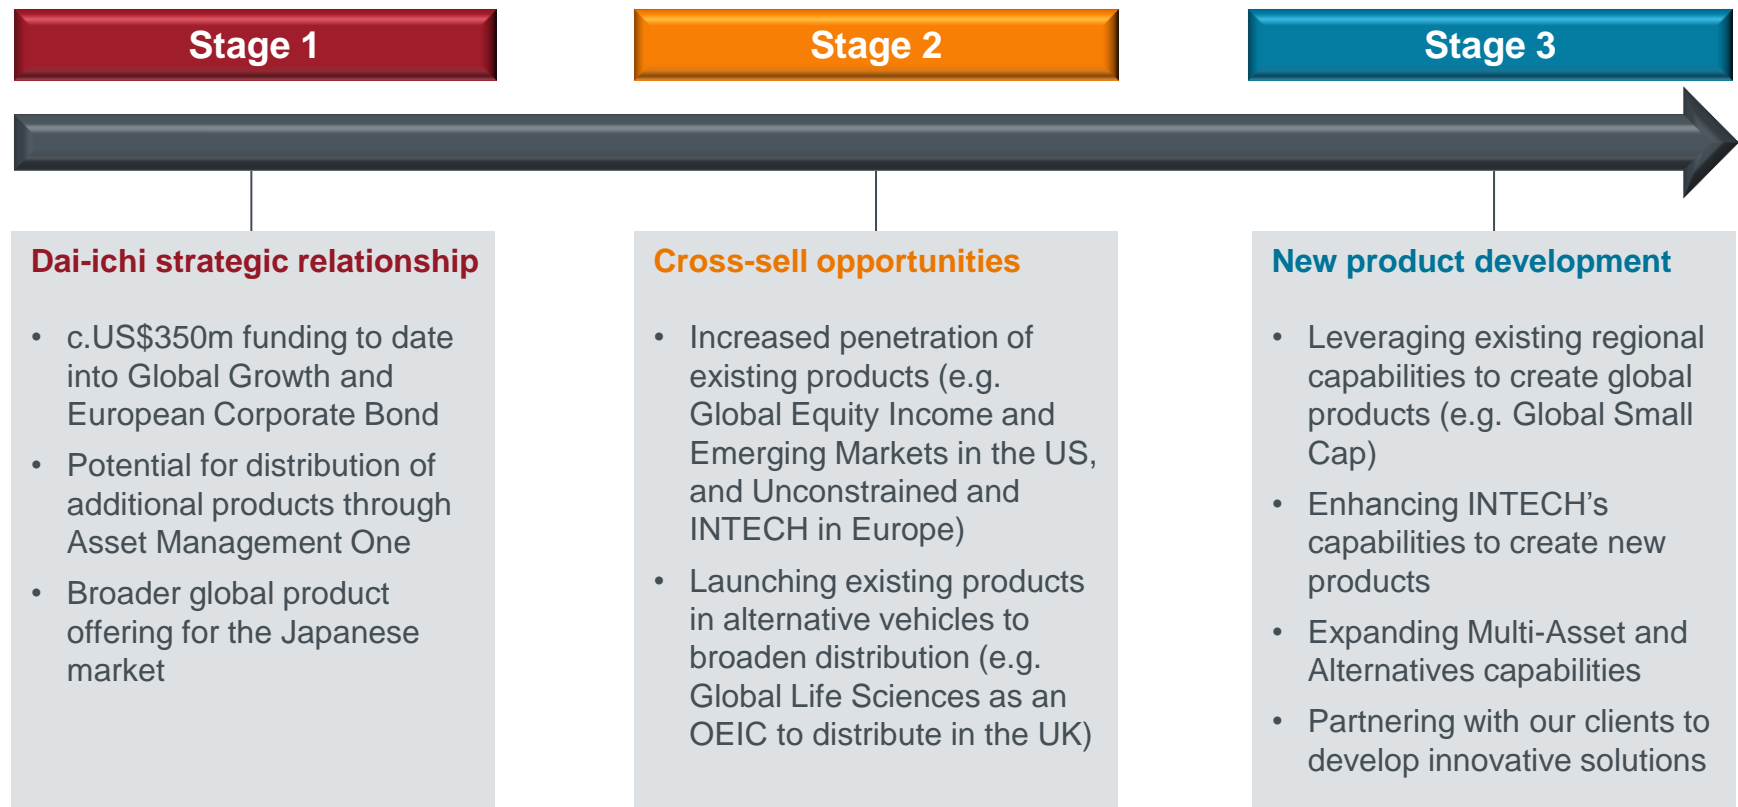 Stage 1
Stage 2
Stage 3
Dai-ichi strategic relationship
• c.US$350m funding to date
into Global Growth and
European Corporate Bond
• Potential for distribution of
additional products through
Asset Management One
• Broader global product
offering for the Japanese
market
Cross-sell opportunities
• Increased penetration of
existing products (e.g.
Global Equity Income and
Emerging Markets in the US,
and Unconstrained and
INTECH in Europe)
• Launching existing products
in alternative vehicles to
broaden distribution (e.g.
Global Life Sciences as an
OEIC to distribute in the UK)
New product development
• Leveraging existing regional
capabilities to create global
products (e.g. Global Small
Cap)
• Enhancing INTECH’s
capabilities to create new
products
• Expanding Multi-Asset and
Alternatives capabilities
• Partnering with our clients to
develop innovative solutions